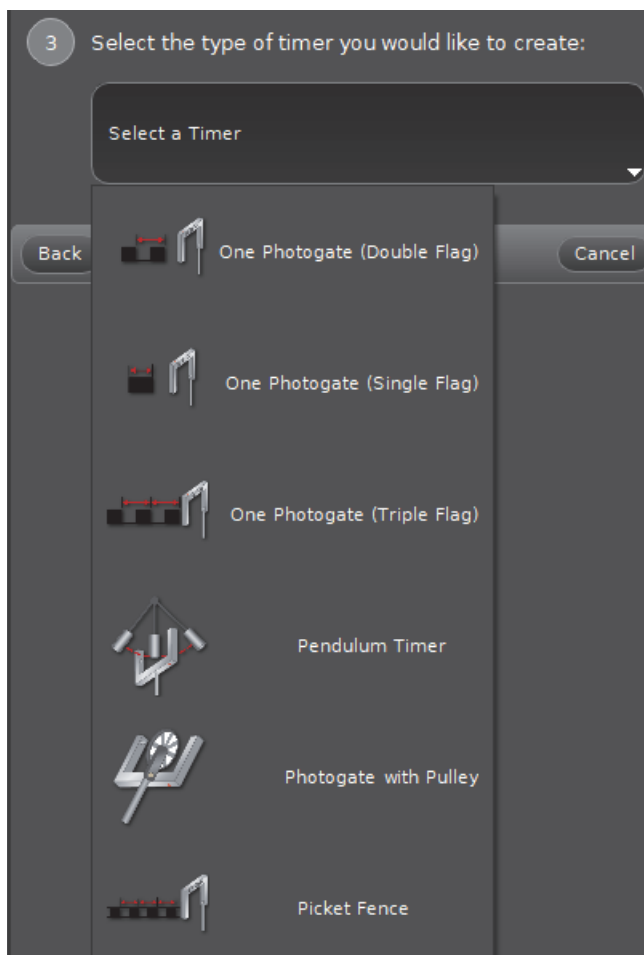 3 Select the type of timer you would like to create:
Select a Timer
Back
Cancel
One Photogate (Double Flag)
One Photogate (Single Flag)
One Photogate (Triple Flag)
Pendulum Timer
Photogate with Pulley
Picket Fence